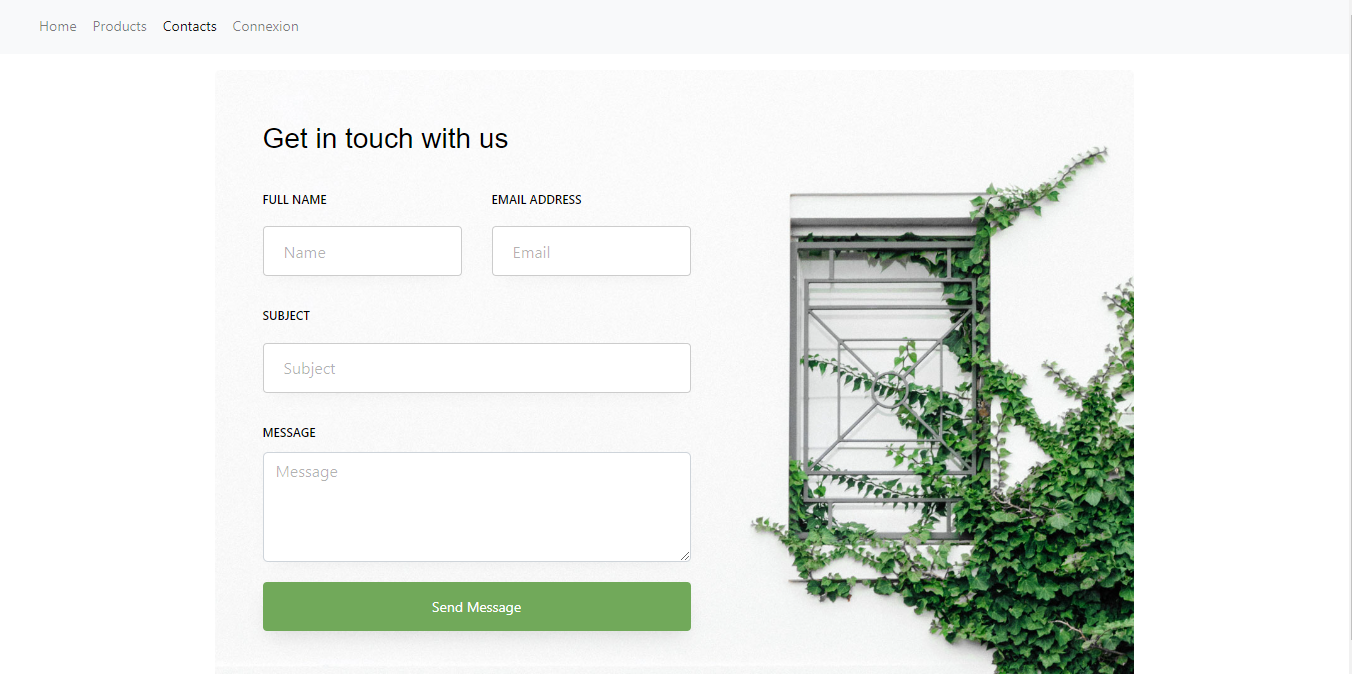 Home Products Contacts Connexion
Get in touch with us
FULL NAME
EMAIL ADDRESS
Name
Email
SUBJECT
Subject
MESSAGE
Message
Send Message